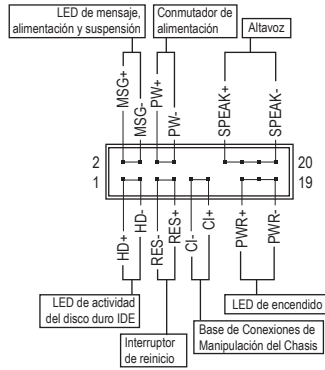 LED de mensaje,
alimentación y suspensión
Conmutador de
alimentación
Altavoz
MSG+
MSG-
PW+
PW-
SPEAK+
SPEAK-
2
20
1
19
HD+
HD-
RES-
RES+
CI-
CI+
PWR+
PWR-
LED de actividad
del disco duro IDE
Interruptor
de reinicio
Base de Conexiones de
Manipulación del Chasis
LED de encendido